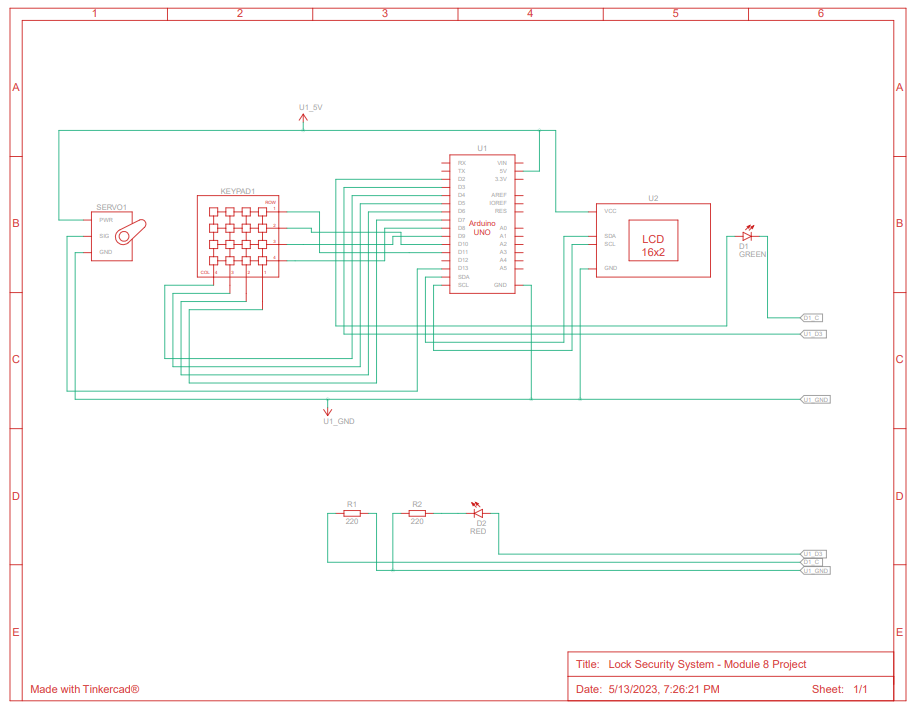 1 2 3 4 5 6
A A
U1_5V
U1
RX VIN
TX 5V
D2 3.3V
D3
D4 AREF
D5 IOREF
D6 RES
D7
D8 A0
D9 A1
D10 A2
D11 A3
D12 A4
D13 A5
SDA
SCL GND
Arduino
UNO
KEYPAD1
ROW
1
2
3
4
COL 4 3 2 1
B B
SERVO1
PWR
SIG
GND
U2
VCC
SDA
SCL
GND
LCD
16x2
D1
GREEN
D1_C
U1_D3
C C
U1_GND
U1_GND
D D
R1
220
R2
220
D2
RED
U1_D3
D1_C
U1_GND
E E
Title: Lock Security System - Module 8 Project
Made with Tinkercad®
Date: 5/13/2023, 7:26:21 PM Sheet: 1/1